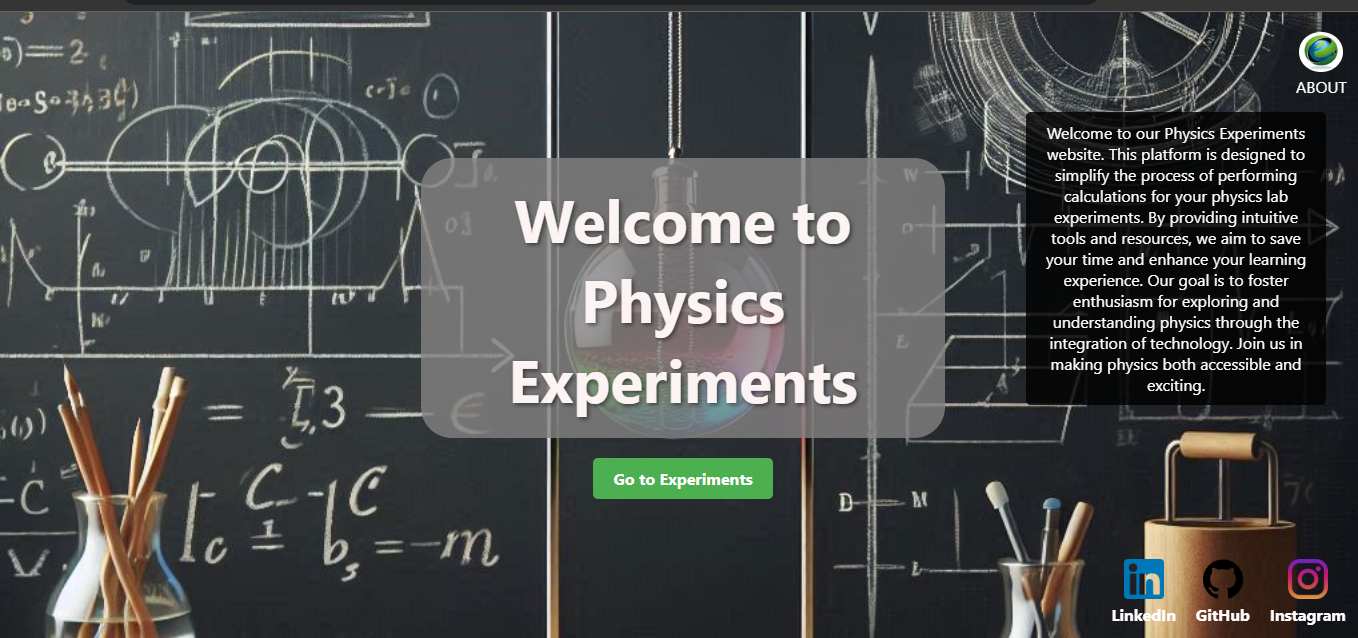 ABOUT
Welcome to our Physics Experiments
website. This platform is designed to
simplify the process of performing
calculations for your physics lab
experiments. By providing intuitive
tools and resources, we aim to save
your time and enhance your learning
experience. Our goal is to foster
enthusiasm for exploring and
understanding physics through the
integration of technology. Join us in
making physics both accessible and
exciting.
Welcome to
Physics
Experiments
Go to Experiments
LinkedIn GitHub Instagram